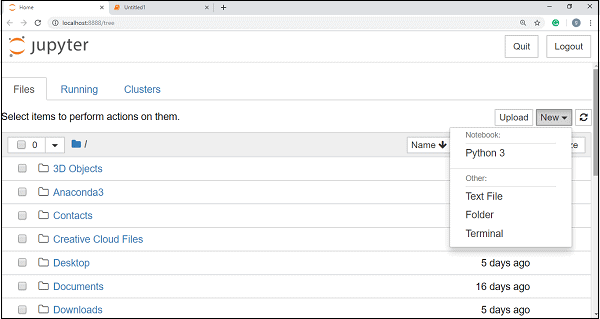 Home
Untitled1
localhost:8888/tree
jupyter
Quit
Logout
Files
Running
Clusters
Select items to perform actions on them.
Upload
New
0
/
Name
ze
Notebook:
Python 3
Other:
Text File
Folder
Terminal
3D Objects
Anaconda3
Contacts
Creative Cloud Files
Desktop 5 days ago
Documents 16 days ago
Downloads 5 days ago